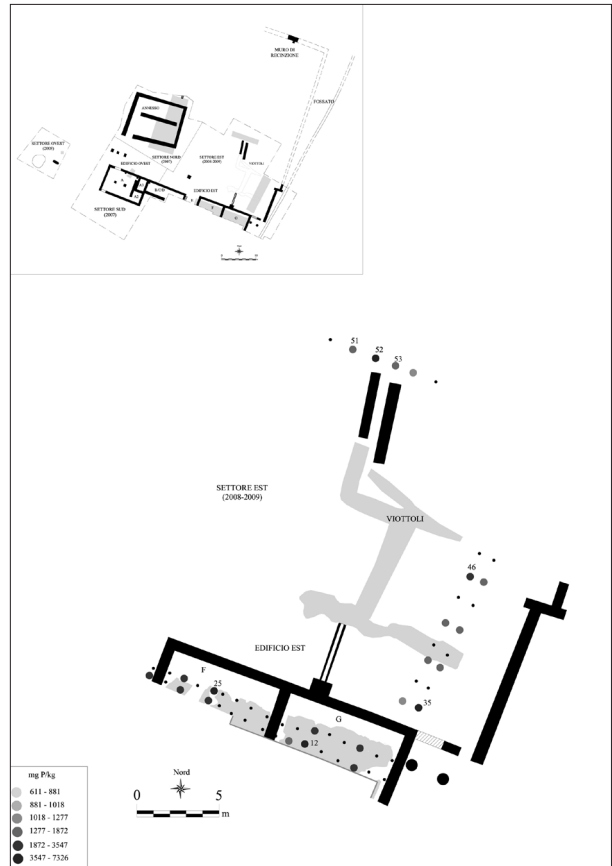 MURO DI
RECINZIONE
FOSSATO
ANNESSO
SETTORE OVEST
(2009)
EDIFICIO OVEST
SETTORE NORD
(2007)
SETTORE EST
(2008-2009)
VIOTTOLI
EDIFICIO EST
SETTORE SUD
(2007)
51
52
53
SETTORE EST
(2008-2009)
VIOTTOLI
46
EDIFICIO EST
F
25
35
G
12
mg P/kg
611 - 881
881 - 1018
1018 - 1277
1277 - 1872
1872 - 3547
3547 - 7326
Nord
0 5
m